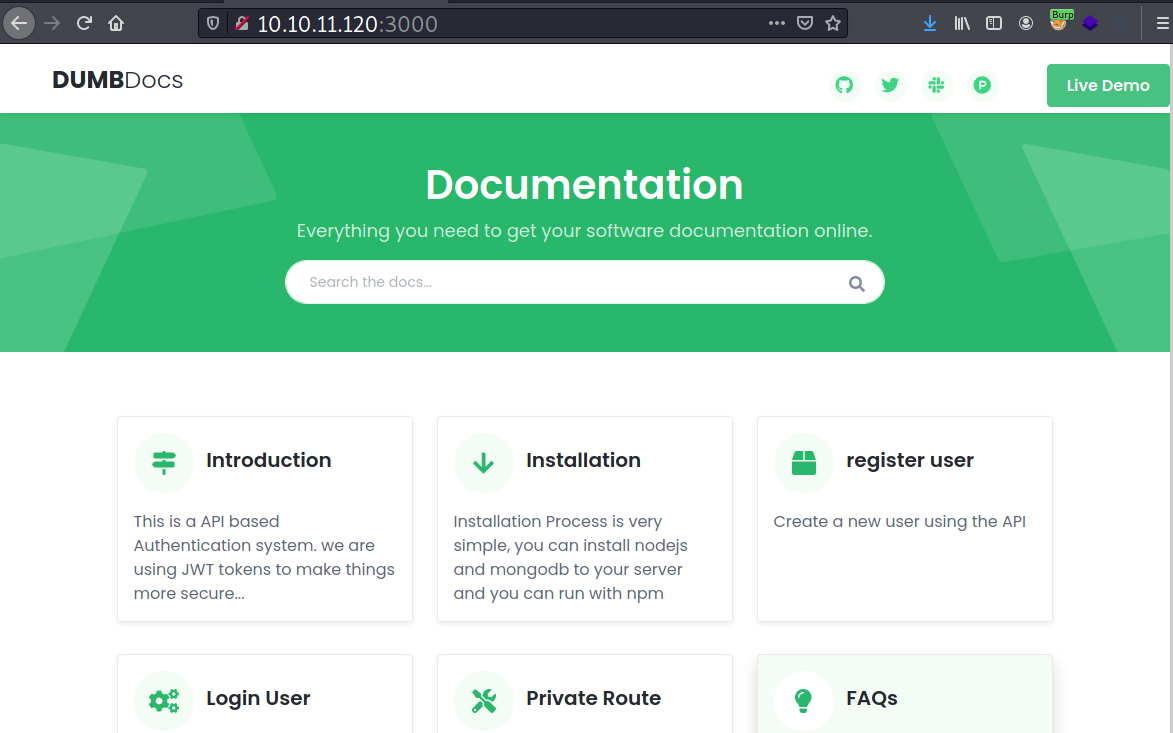 10.10.11.120:3000
Burp
DUMBDocs
P
Live Demo
Documentation
Everything you need to get your software documentation online.
Search the docs...
Introduction
This is a API based
Authentication system. we are
using JWT tokens to make things
more secure...
Installation
Installation Process is very
simple, you can install nodejs
and mongodb to your server
and you can run with npm
register user
Create a new user using the API
Login User
Private Route
FAQs